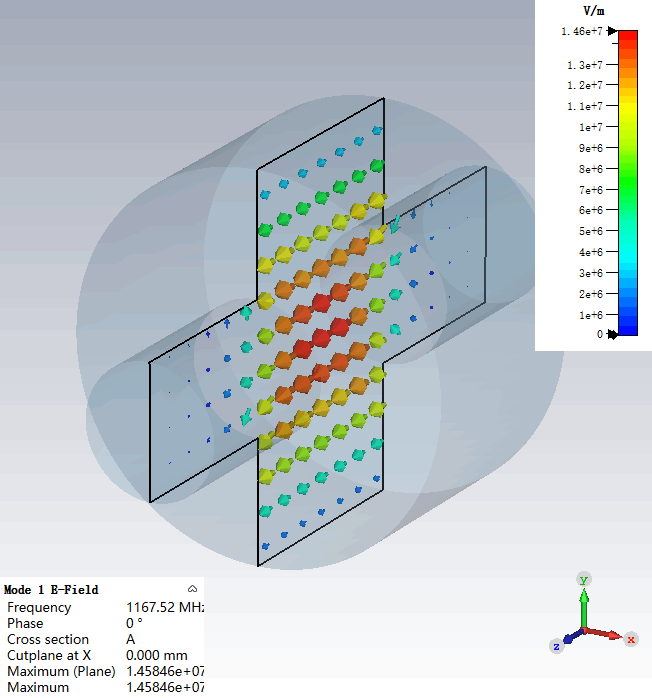 V/m
1.46e+7
1.3e+7
1.2e+7
1.1e+7
1e+7
9e+6
8e+6
7e+6
6e+6
5e+6
4e+6
3e+6
2e+6
1e+6
0
Mode 1 E-Field
Frequency 1167.52 MHz
Phase 0 °
Cross section A
Cutplane at X 0.000 mm
Maximum (Plane) 1.45846e+07
Maximum 1.45846e+07
y
x
z